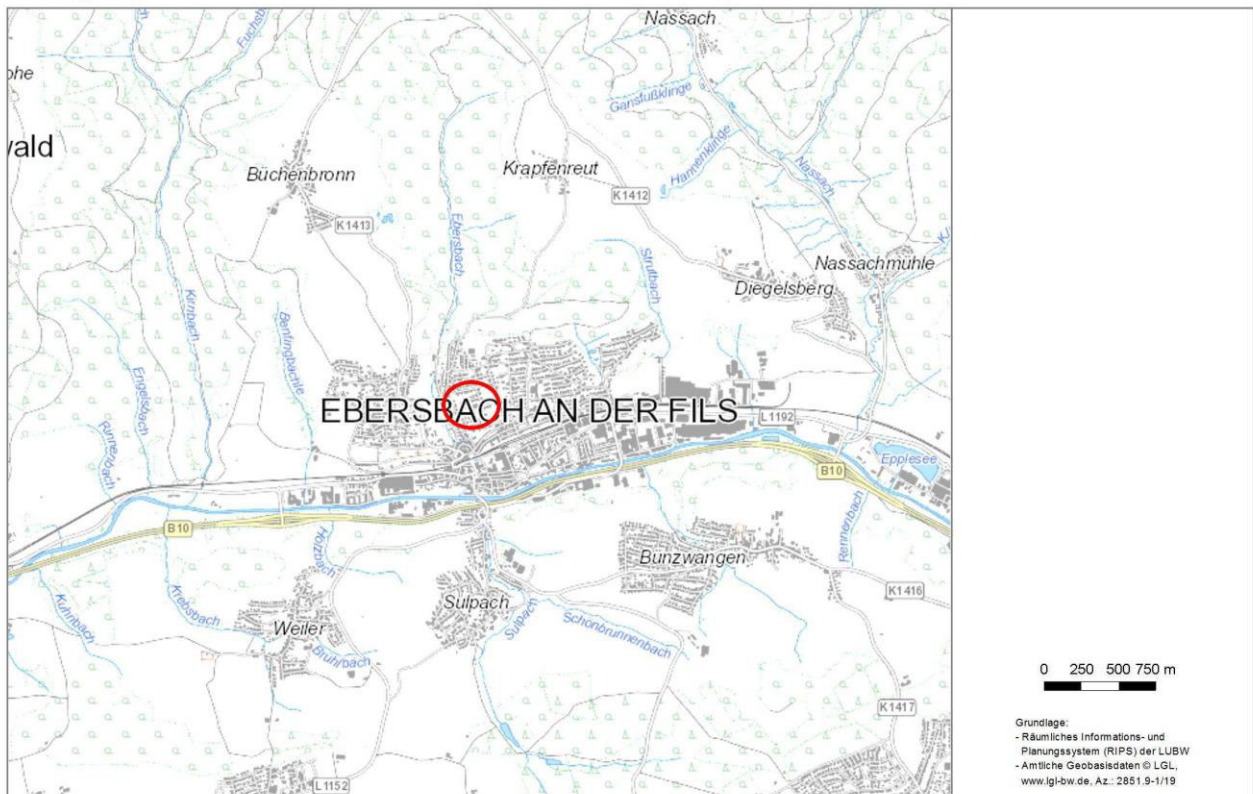 Nassach
Fuchsb
ohe
Gansfußklinge
wald
Hannenklinge
Nassach
Büchenbronn
Krapfenreut
K1412
K1413
Ebersbach
Strutbach
Nassachmühle
Diegelsberg
Kirnbach
Bentingbächle
Engelsbach
Rinnenbach
EBERSBACH AN DER FILS
L1192
Epplesee
B10
B10
Holzbach
Rennenbach
Bunzwangen
K1416
Krebsbach
Kuhnbach
Sulpach
Sulpach
Schönbrunnenbach
Weiler
Bruhlbach
K1417
L1152
0 250 500 750 m
Grundlage:
- Räumliches Informations- und
Planungssystem (RIPS) der LUBW
- Amtliche Geobasisdaten © LGL,
www.lgl-bw.de, Az.: 2851.9-1/19